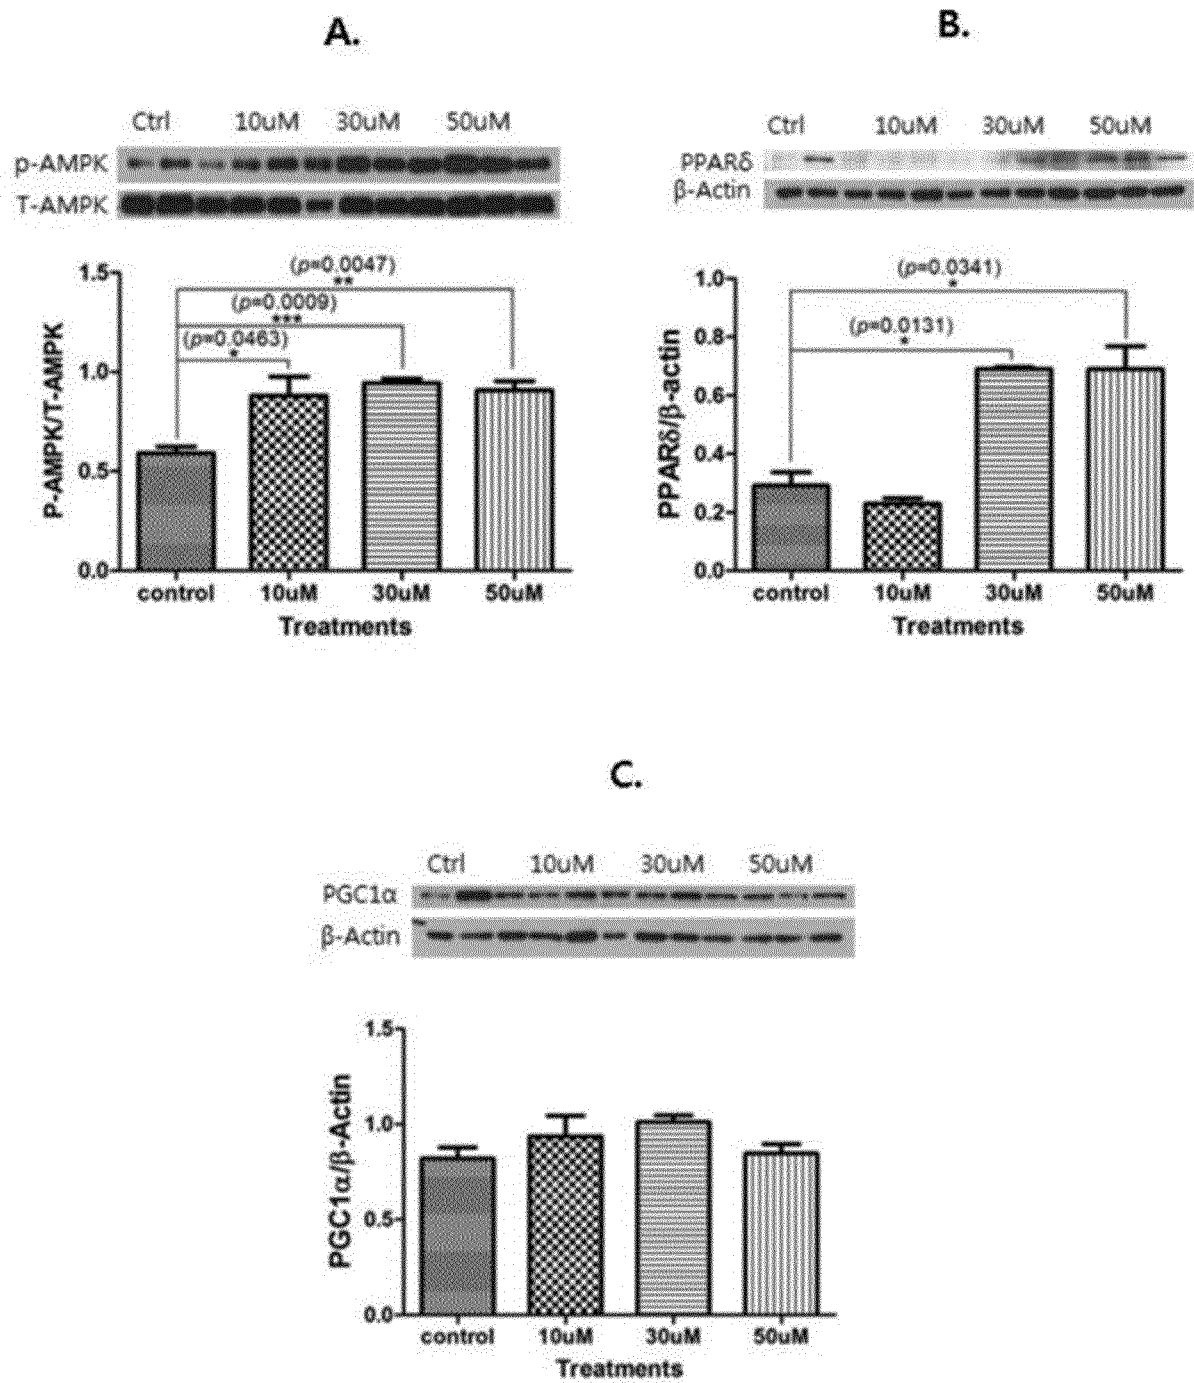 A.
Ctrl 10uM 30uM 50uM
p-AMPK
T-AMPK
(p=0.0047)
**
(p=0.0009)
***
(p=0.0463)
*
1.5
1.0
0.5
0.0
P-AMPK/T-AMPK
control 10uM 30uM 50uM
Treatments
B.
Ctrl 10uM 30uM 50uM
PPARδ
β-Actin
(p=0.0341)
*
(p=0.0131)
*
1.0
0.8
0.6
0.4
0.2
0.0
PPARδ/β-actin
control 10uM 30uM 50uM
Treatments
C.
Ctrl 10uM 30uM 50uM
PGC1α
β-Actin
1.5
1.0
0.5
0.0
PGC1α/β-Actin
control 10uM 30uM 50uM
Treatments